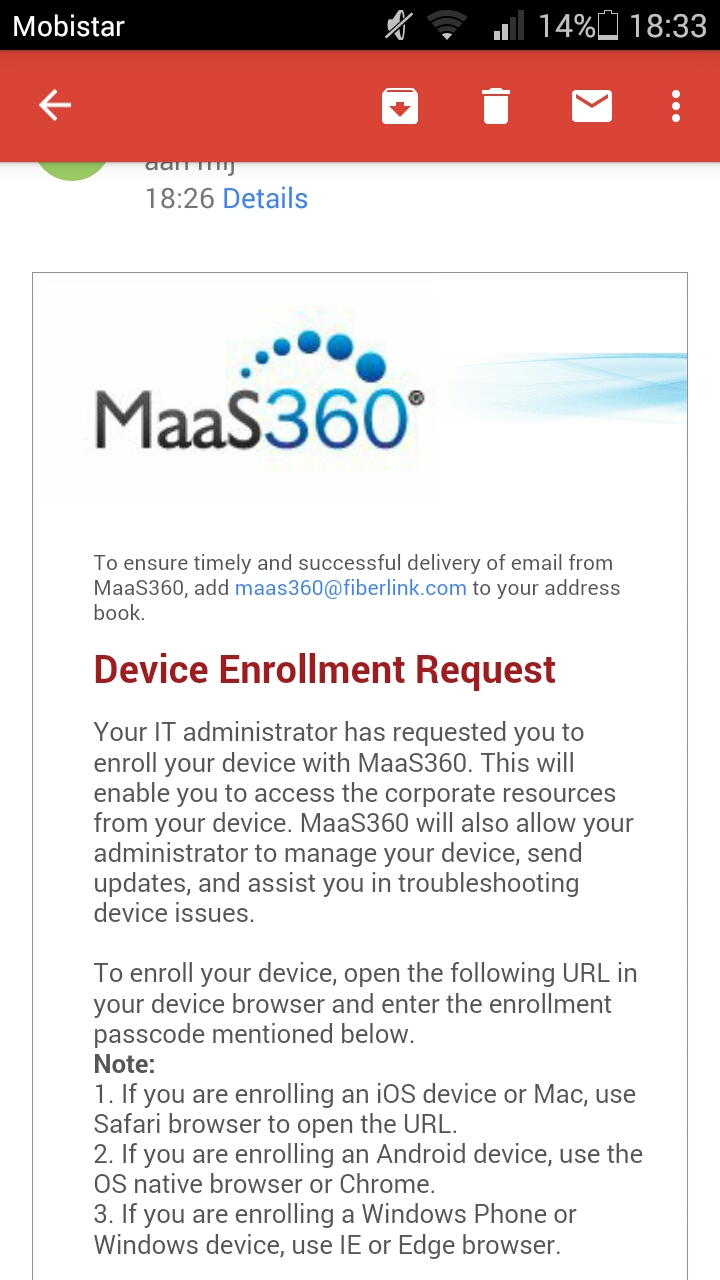 Mobistar 14% 18:33
aan mij
18:26 Details
MaaS360®
To ensure timely and successful delivery of email from
MaaS360, add maas360@fiberlink.com to your address
book.
Device Enrollment Request
Your IT administrator has requested you to
enroll your device with MaaS360. This will
enable you to access the corporate resources
from your device. MaaS360 will also allow your
administrator to manage your device, send
updates, and assist you in troubleshooting
device issues.
To enroll your device, open the following URL in
your device browser and enter the enrollment
passcode mentioned below.
Note:
1. If you are enrolling an iOS device or Mac, use
Safari browser to open the URL.
2. If you are enrolling an Android device, use the
OS native browser or Chrome.
3. If you are enrolling a Windows Phone or
Windows device, use IE or Edge browser.